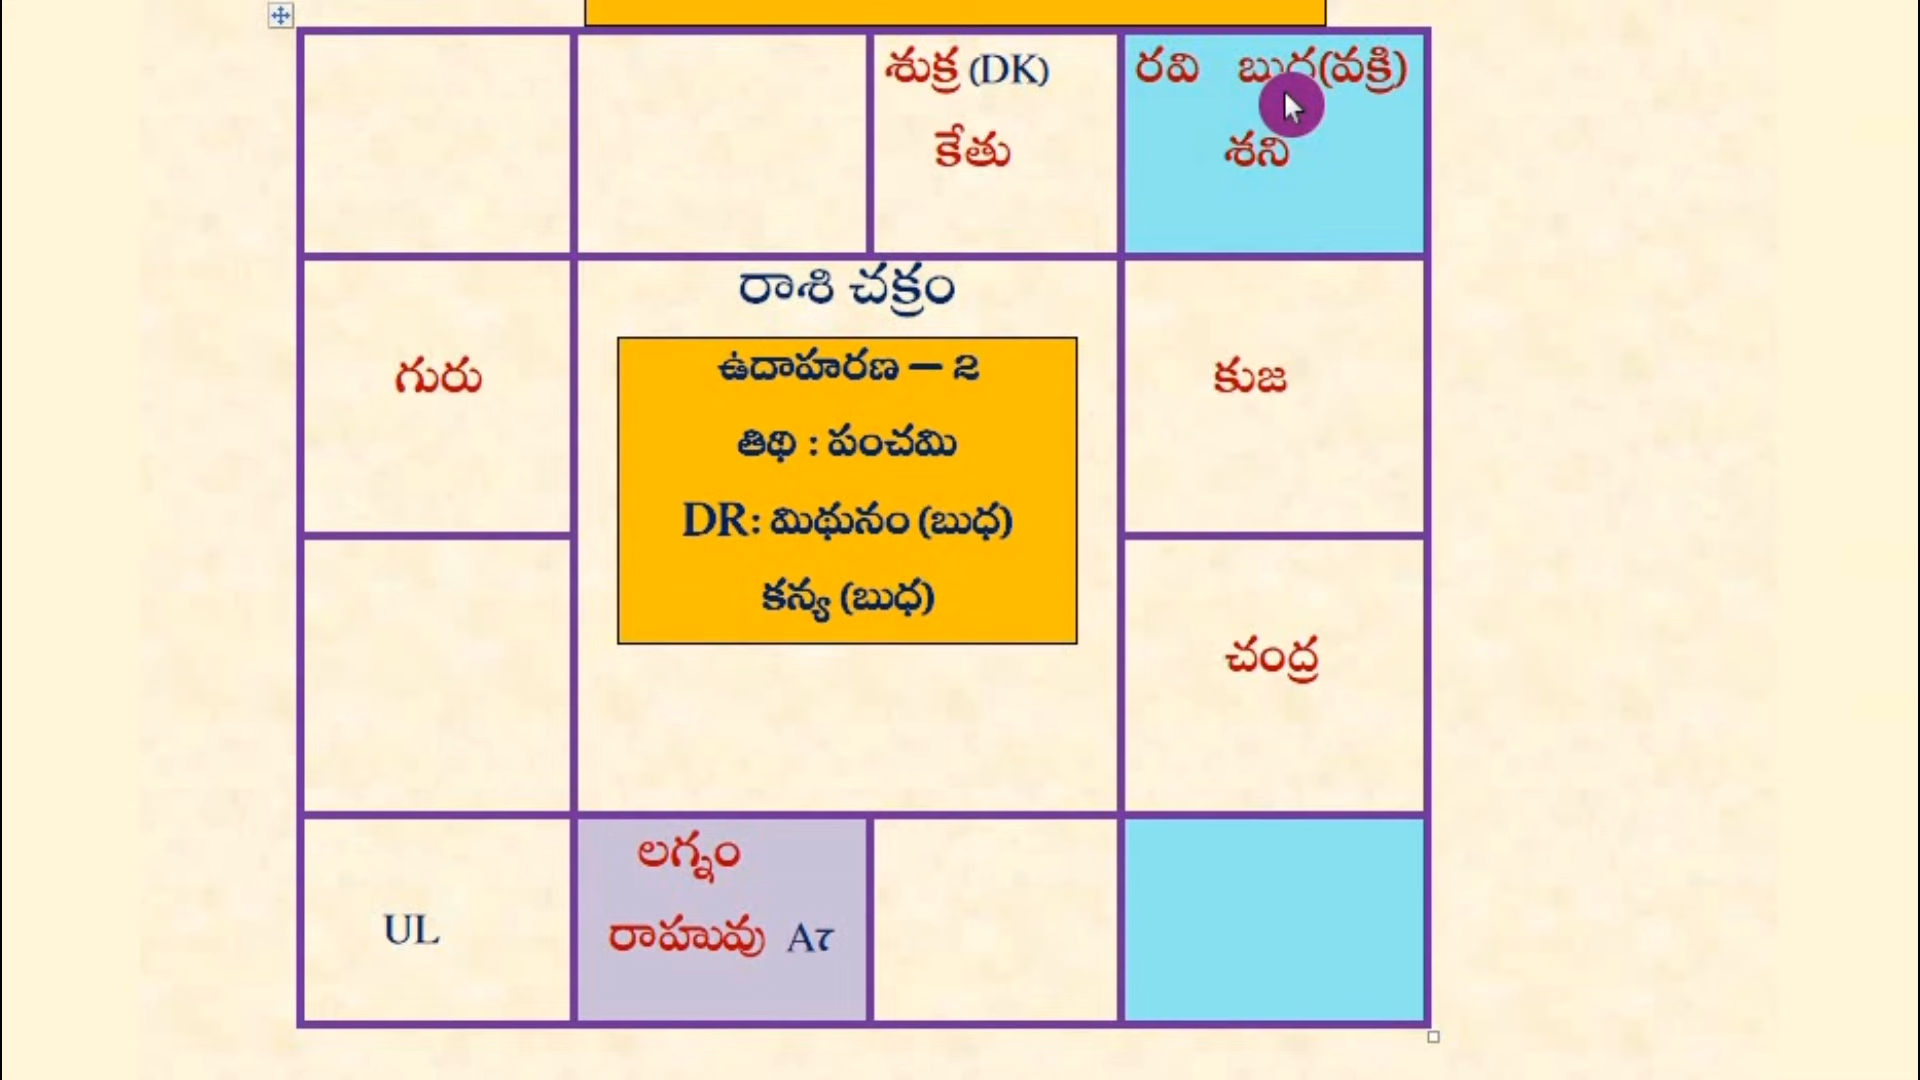 శుక్ర (DK)
కేతు
రవి బుధ(వక్రి)
శని
రాశి చక్రం
గురు
ఉదాహరణ – 2
తిథి : పంచమి
DR: మిథునం (బుధ)
కన్య (బుధ)
కుజ
చంద్ర
UL
లగ్నం
రాహువు A7